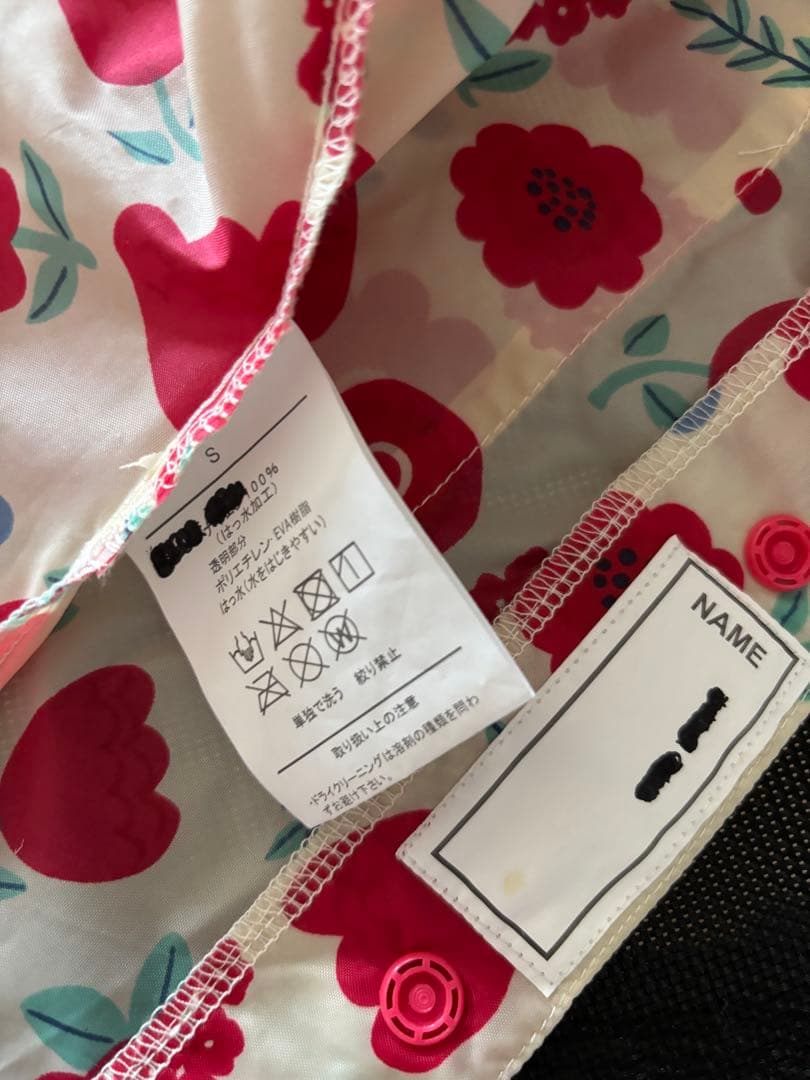 S
00%
(はっ水加工)
透明部分
ポリエチレン・EVA樹脂
はっ水(水をはじきやすい)
単独で洗う 絞り禁止
取り扱い上の注意
・ドライクリーニングは溶剤の種類を問わ
ずお避け下さい。
NAME